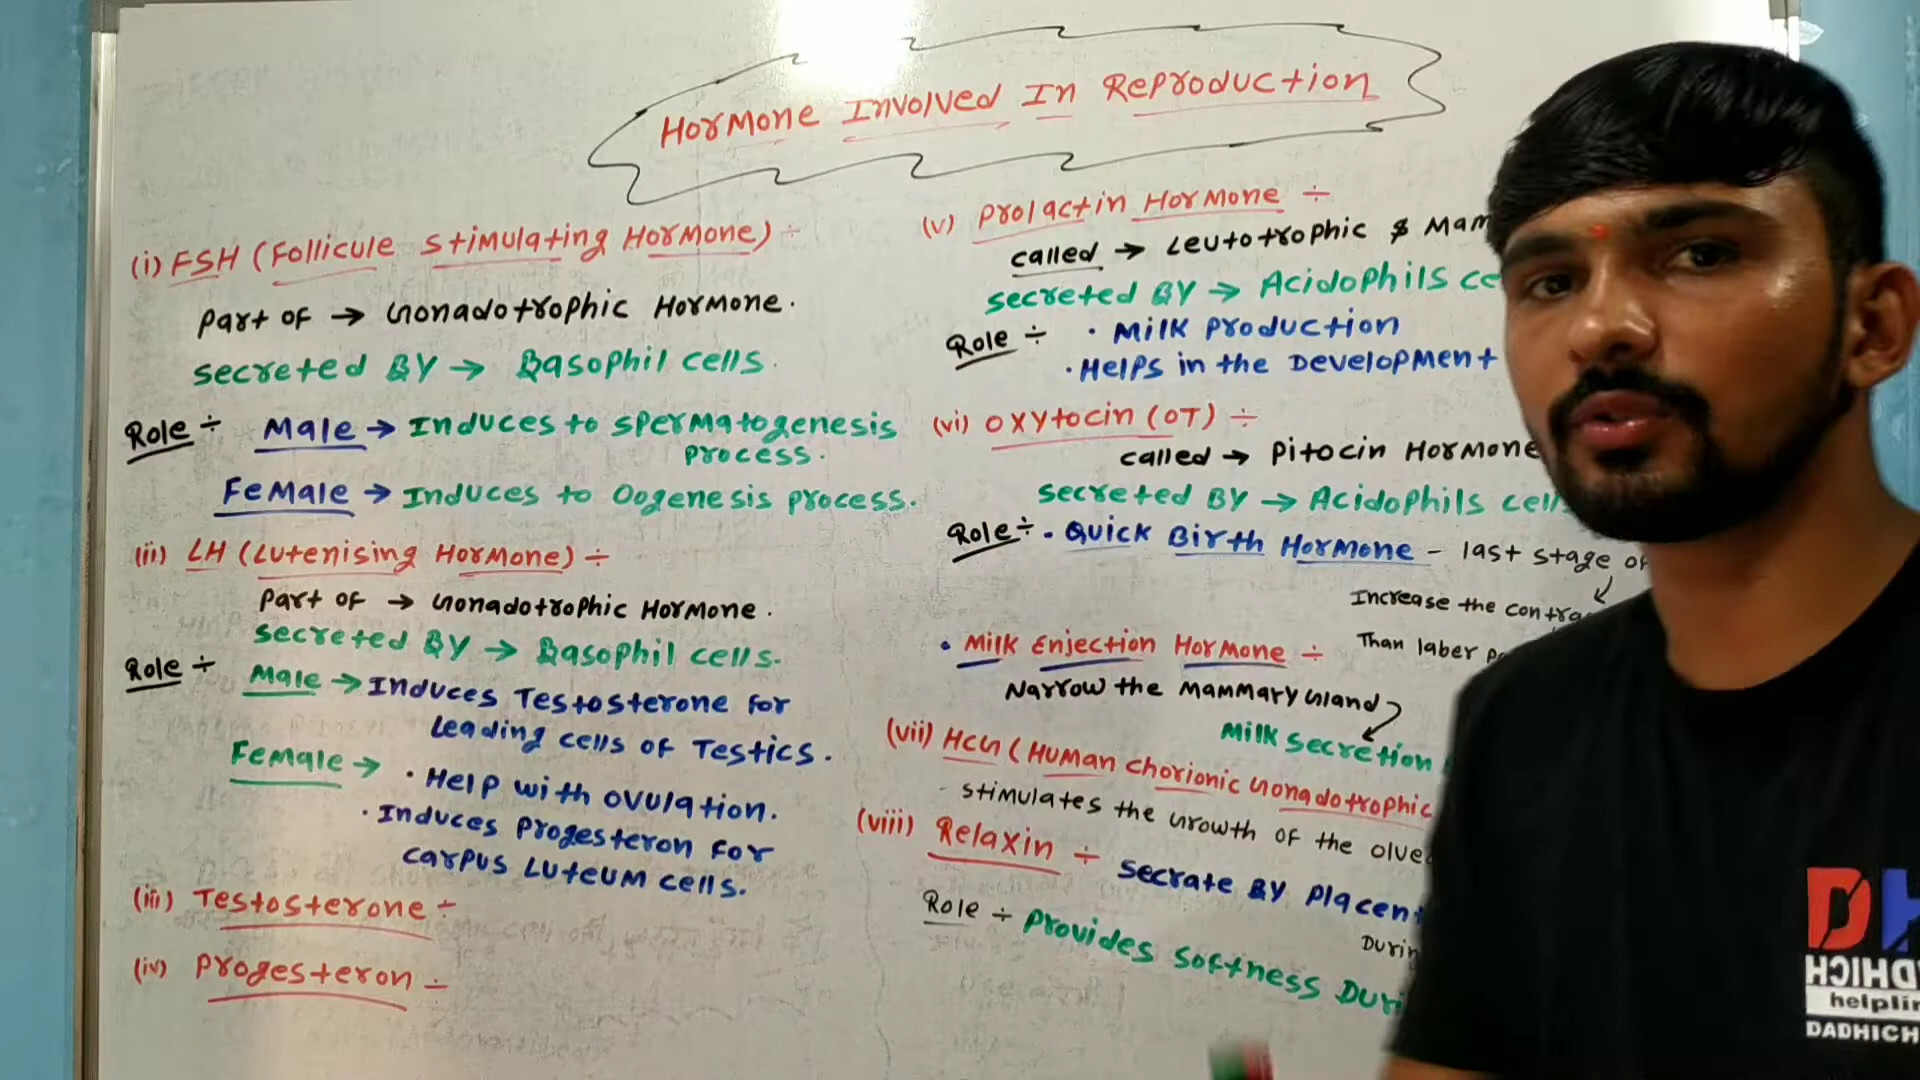 Hormone Involved In Reproduction
(i) FSH (Follicule stimulating Hormone) ÷
Part of → Gonadotrophic Hormone.
secreted By → Basophil cells.
Role ÷ Male → Induces to spermatogenesis
process.
Female → Induces to Oogenesis process.
(ii) LH (Lutenising Hormone) ÷
Part of → Gonadotrophic Hormone.
secreted By → Basophil cells.
Role ÷ Male → Induces Testosterone for
Leading cells of Testics.
Female → • Help with ovulation.
• Induces Progesteron for
carpus Luteum cells.
(iii) Testosterone ÷
(iv) Progesteron ÷
(v) Prolactin Hormone ÷
called → Leutotrophic & Mam
secreted By → Acidophils ce
Role ÷ • Milk production
• Helps in the Development
(vi) Oxytocin (OT) ÷
called → Pitocin Hormone
secreted By → Acidophils cell
Role ÷ • Quick Birth Hormone - last stage of
Increase the contra
Than laber
• Milk Enjection Hormone ÷
Narrow the mammary Gland
Milk secretion
(vii) HCG (Human chorionic Gonadotrophic
- stimulates the Growth of the olve
(viii) Relaxin ÷ secrate By Placent
Durin
Role ÷ Provides Softness Duri
DH
DHICH
helplin
DADHICH